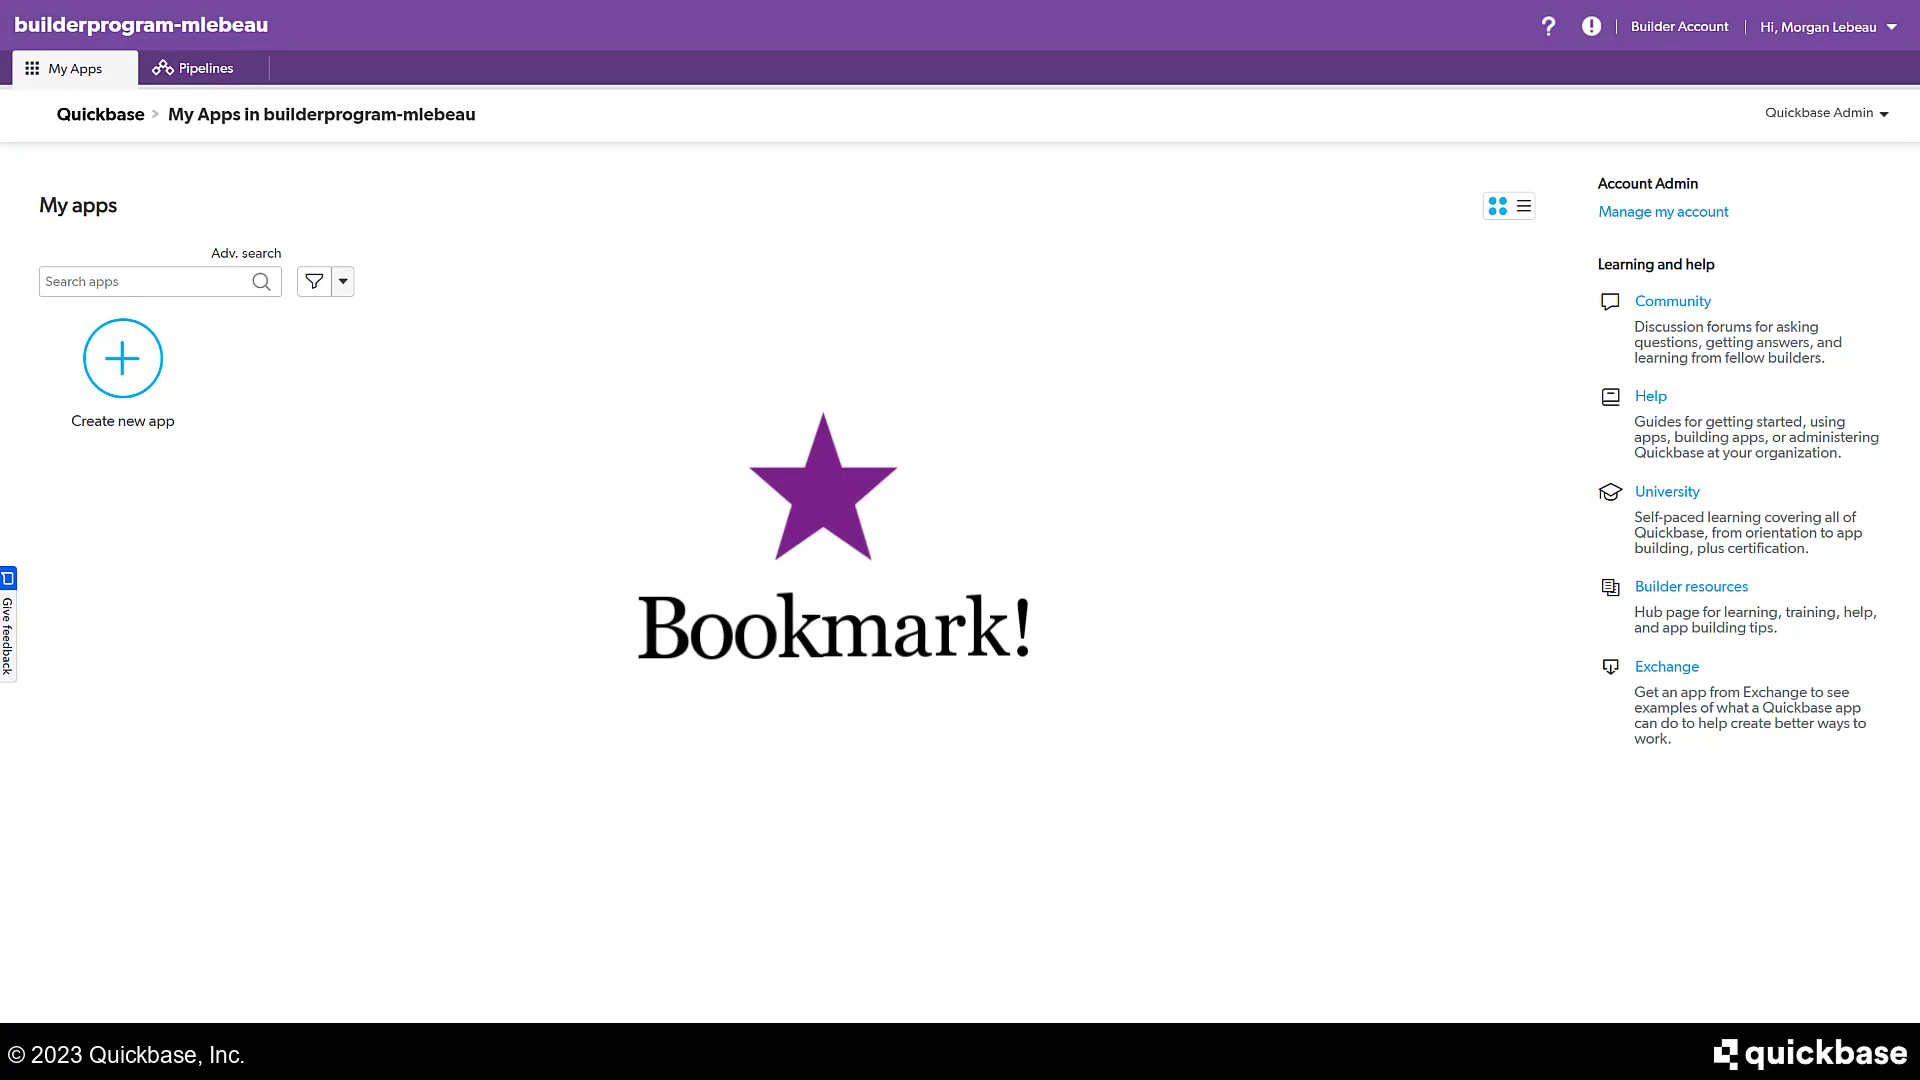 builderprogram-mlebeau
Builder Account
Hi, Morgan Lebeau
My Apps
Pipelines
Quickbase > My Apps in builderprogram-mlebeau
Quickbase Admin
My apps
Adv. search
Search apps
Create new app
Bookmark!
Give feedback
Account Admin
Manage my account
Learning and help
Community
Discussion forums for asking
questions, getting answers, and
learning from fellow builders.
Help
Guides for getting started, using
apps, building apps, or administering
Quickbase at your organization.
University
Self-paced learning covering all of
Quickbase, from orientation to app
building, plus certification.
Builder resources
Hub page for learning, training, help,
and app building tips.
Exchange
Get an app from Exchange to see
examples of what a Quickbase app
can do to help create better ways to
work.
© 2023 Quickbase, Inc.
quickbase